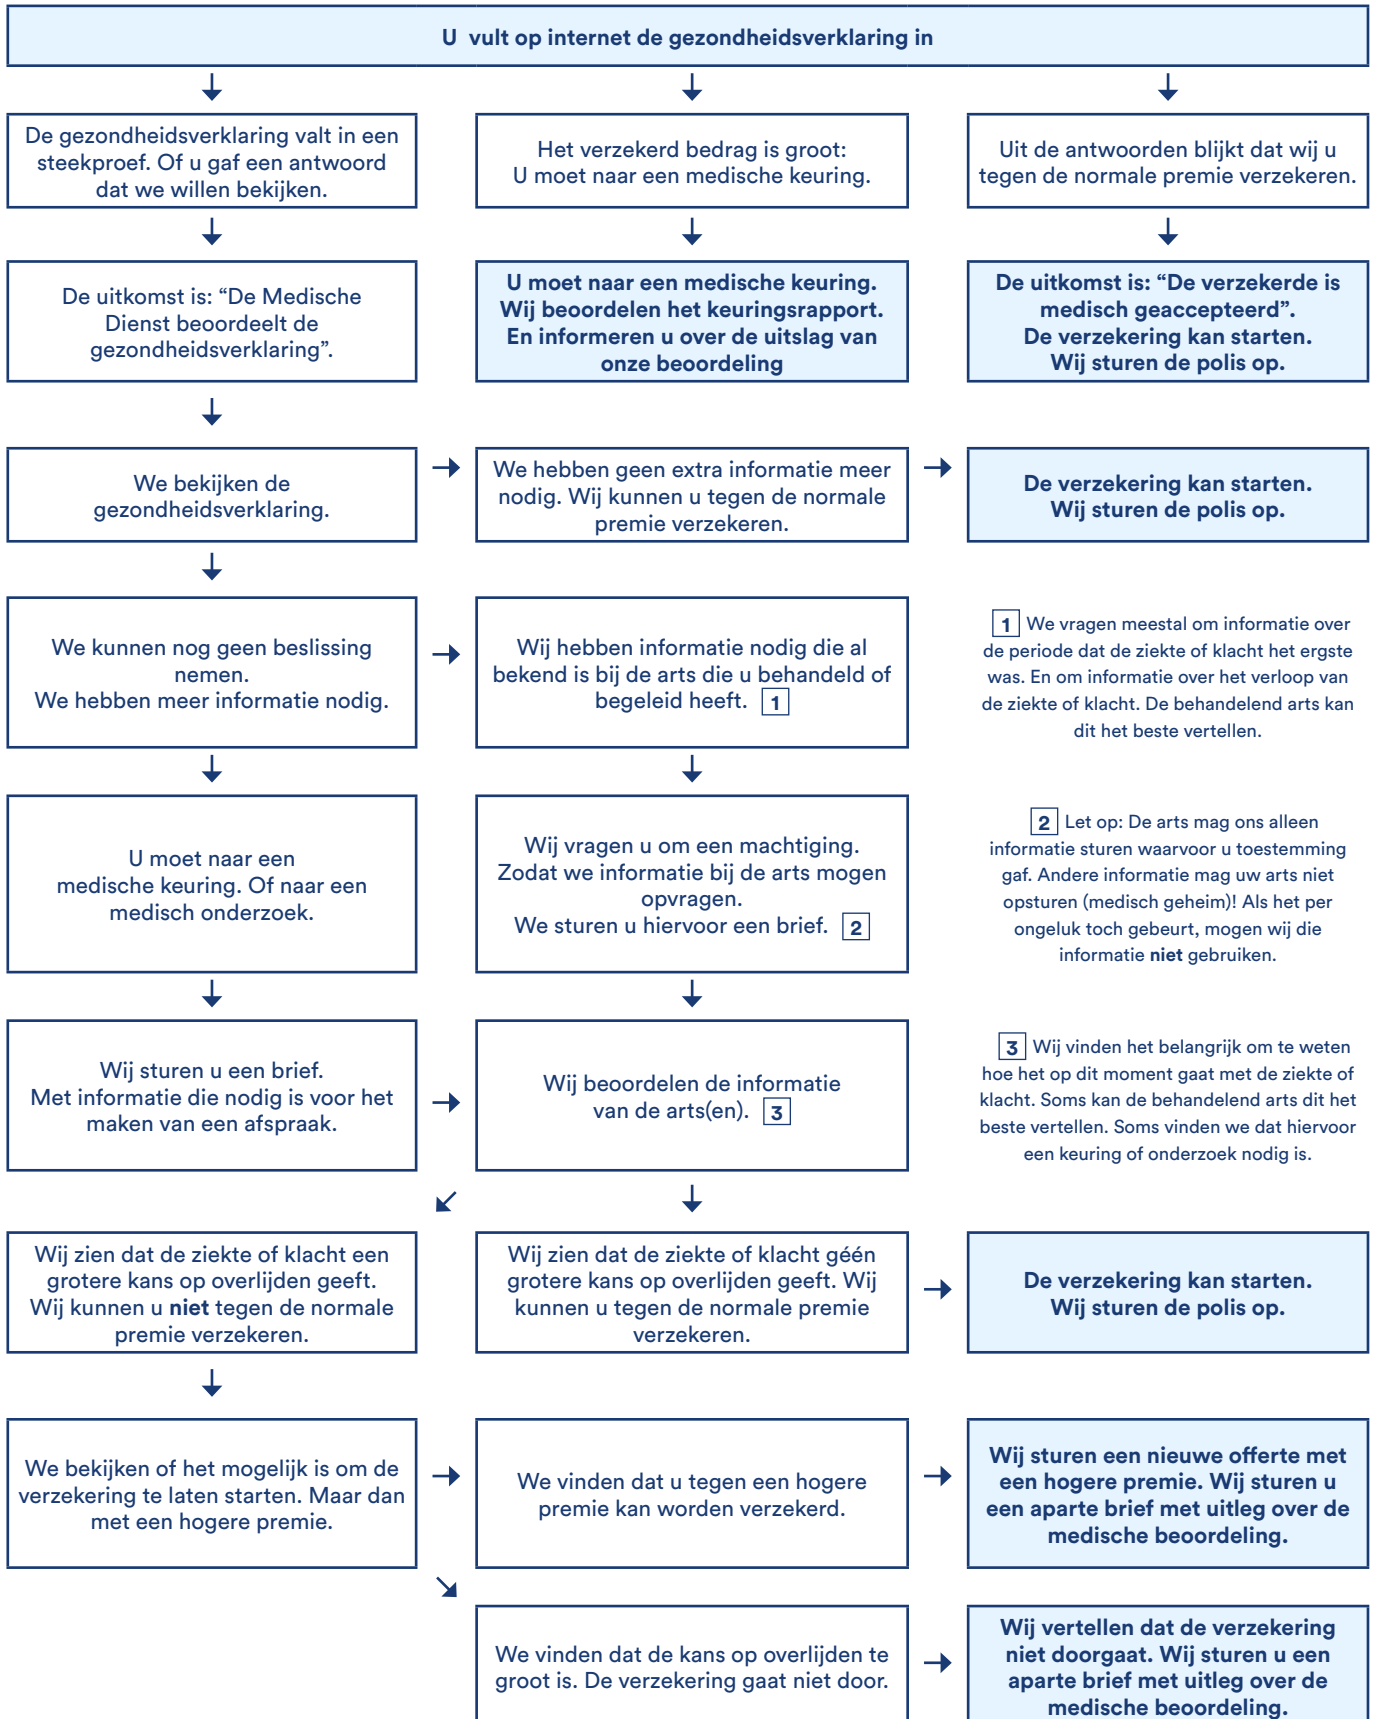 U vult op internet de gezondheidsverklaring in
De gezondheidsverklaring valt in een
steekproef. Of u gaf een antwoord
dat we willen bekijken.
Het verzekerd bedrag is groot:
U moet naar een medische keuring.
Uit de antwoorden blijkt dat wij u
tegen de normale premie verzekeren.
De uitkomst is: “De Medische
Dienst beoordeelt de
gezondheidsverklaring”.
U moet naar een medische keuring.
Wij beoordelen het keuringsrapport.
En informeren u over de uitslag van
onze beoordeling
De uitkomst is: “De verzekerde is
medisch geaccepteerd”.
De verzekering kan starten.
Wij sturen de polis op.
We bekijken de
gezondheidsverklaring.
We hebben geen extra informatie meer
nodig. Wij kunnen u tegen de normale
premie verzekeren.
De verzekering kan starten.
Wij sturen de polis op.
We kunnen nog geen beslissing
nemen.
We hebben meer informatie nodig.
Wij hebben informatie nodig die al
bekend is bij de arts die u behandeld of
begeleid heeft. 1
1 We vragen meestal om informatie over
de periode dat de ziekte of klacht het ergste
was. En om informatie over het verloop van
de ziekte of klacht. De behandelend arts kan
dit het beste vertellen.
U moet naar een
medische keuring. Of naar een
medisch onderzoek.
Wij vragen u om een machtiging.
Zodat we informatie bij de arts mogen
opvragen.
We sturen u hiervoor een brief. 2
2 Let op: De arts mag ons alleen
informatie sturen waarvoor u toestemming
gaf. Andere informatie mag uw arts niet
opsturen (medisch geheim)! Als het per
ongeluk toch gebeurt, mogen wij die
informatie niet gebruiken.
Wij sturen u een brief.
Met informatie die nodig is voor het
maken van een afspraak.
Wij beoordelen de informatie
van de arts(en). 3
3 Wij vinden het belangrijk om te weten
hoe het op dit moment gaat met de ziekte of
klacht. Soms kan de behandelend arts dit het
beste vertellen. Soms vinden we dat hiervoor
een keuring of onderzoek nodig is.
Wij zien dat de ziekte of klacht een
grotere kans op overlijden geeft.
Wij kunnen u niet tegen de normale
premie verzekeren.
Wij zien dat de ziekte of klacht géén
grotere kans op overlijden geeft. Wij
kunnen u tegen de normale premie
verzekeren.
De verzekering kan starten.
Wij sturen de polis op.
We bekijken of het mogelijk is om de
verzekering te laten starten. Maar dan
met een hogere premie.
We vinden dat u tegen een hogere
premie kan worden verzekerd.
Wij sturen een nieuwe offerte met
een hogere premie. Wij sturen u
een aparte brief met uitleg over de
medische beoordeling.
We vinden dat de kans op overlijden te
groot is. De verzekering gaat niet door.
Wij vertellen dat de verzekering
niet doorgaat. Wij sturen u een
aparte brief met uitleg over de
medische beoordeling.